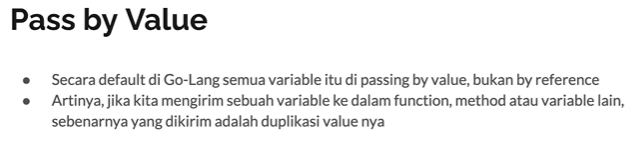 Pass by Value
● Secara default di Go-Lang semua variable itu di passing by value, bukan by reference
● Artinya, jika kita mengirim sebuah variable ke dalam function, method atau variable lain,
sebenarnya yang dikirim adalah duplikasi value nya